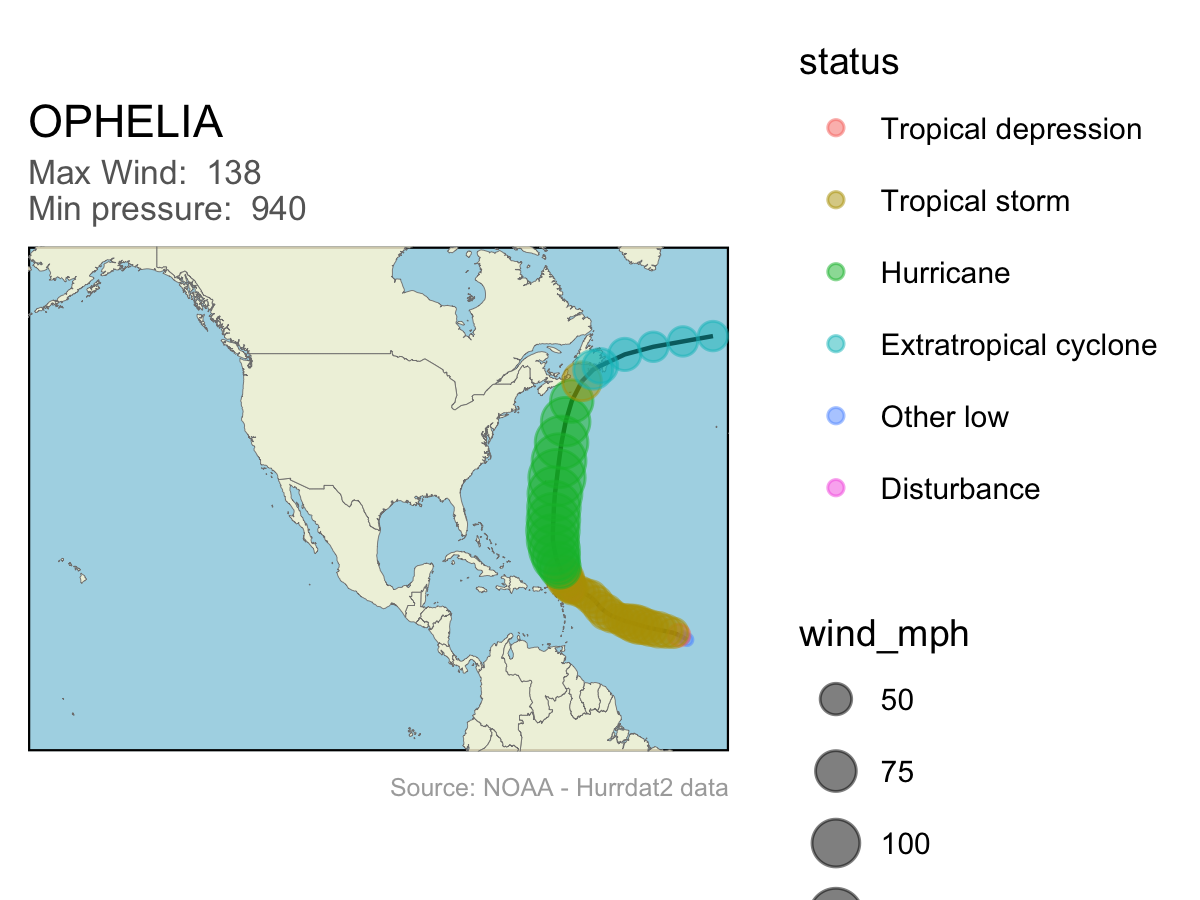 OPHELIA
Max Wind:  138
Min pressure:  940
Source: NOAA - Hurrdat2 data
status
Tropical depression
Tropical storm
Hurricane
Extratropical cyclone
Other low
Disturbance
wind_mph
50
75
100